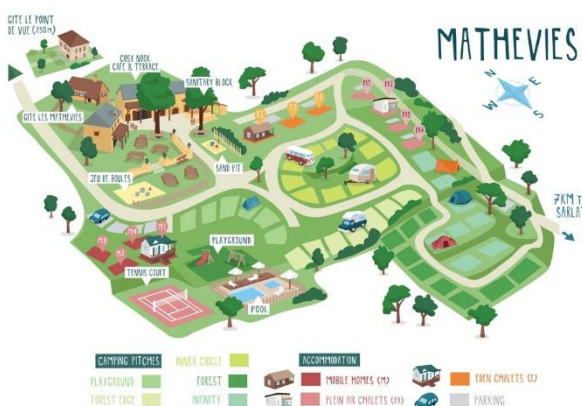 GITE LE POINT
DE VUE (250M)
MATHEVIES
COSY NOOK
CAFE & TERRACE
SANITARY BLOCK
N
E
W
S
GITE LES MATHEVIES
SAND PIT
JEU DE BOULES
PLAYGROUND
TENNIS COURT
POOL
7KM T
SARLAT
CAMPING PITCHES
PLAYGROUND
FOREST EDGE
INNER CIRCLE
FOREST
INFINITY
ACCOMMODATION
MOBILE HOMES (M)
PLEIN AIR CHALETS (PA)
EDEN CHALETS (E)
PARKING